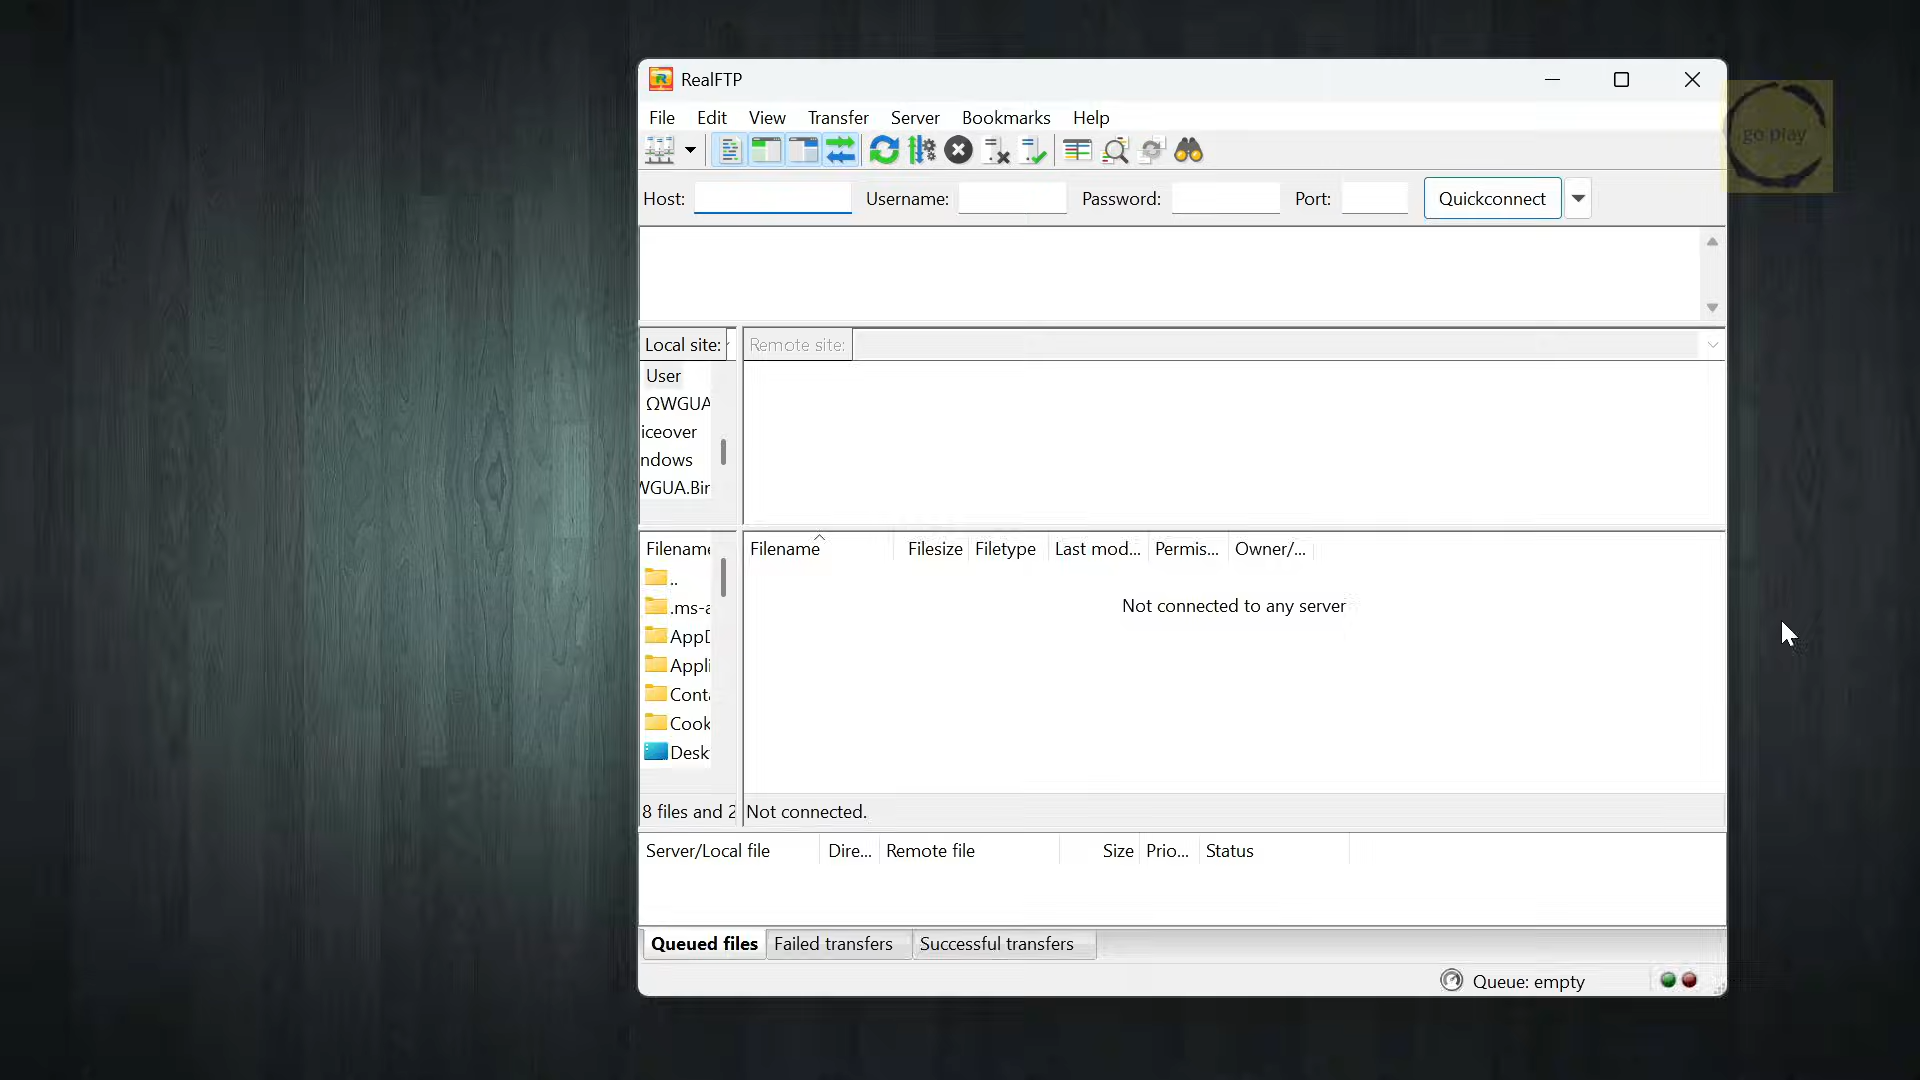 RealFTP
go play
File Edit View Transfer Server Bookmarks Help
Host: Username: Password: Port: Quickconnect
Local site: Remote site:
User
ΩWGUA
iceover
ndows
WGUA.Bin
Filename Filename Filesize Filetype Last mod... Permis... Owner/...
..
.ms-a
Not connected to any server
AppD
Appli
Conta
Cook
Desk
8 files and 2 Not connected.
Server/Local file Dire... Remote file Size Prio... Status
Queued files Failed transfers Successful transfers
Queue: empty